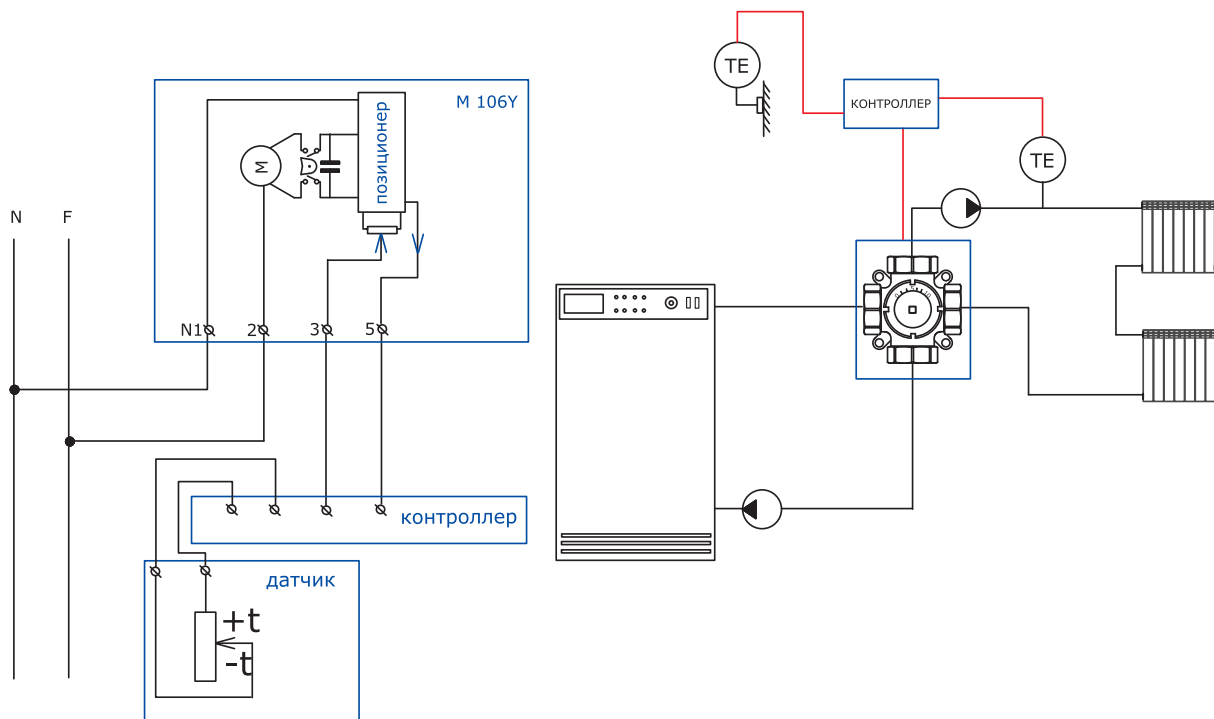 TE
КОНТРОЛЛЕР
TE
M 106Y
позиционер
M
N
F
N1
2
3
5
контроллер
датчик
+t
-t